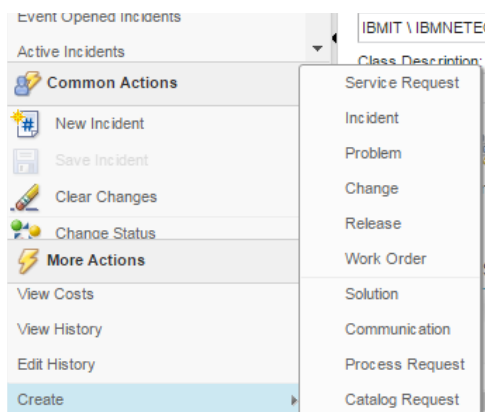 Event Opened Incidents
Active Incidents
Common Actions
New Incident
Save Incident
Clear Changes
Change Status
More Actions
View Costs
View History
Edit History
Create
IBMIT \ IBMNETE
Class Description:
Service Request
Incident
Problem
Change
Release
Work Order
Solution
Communication
Process Request
Catalog Request